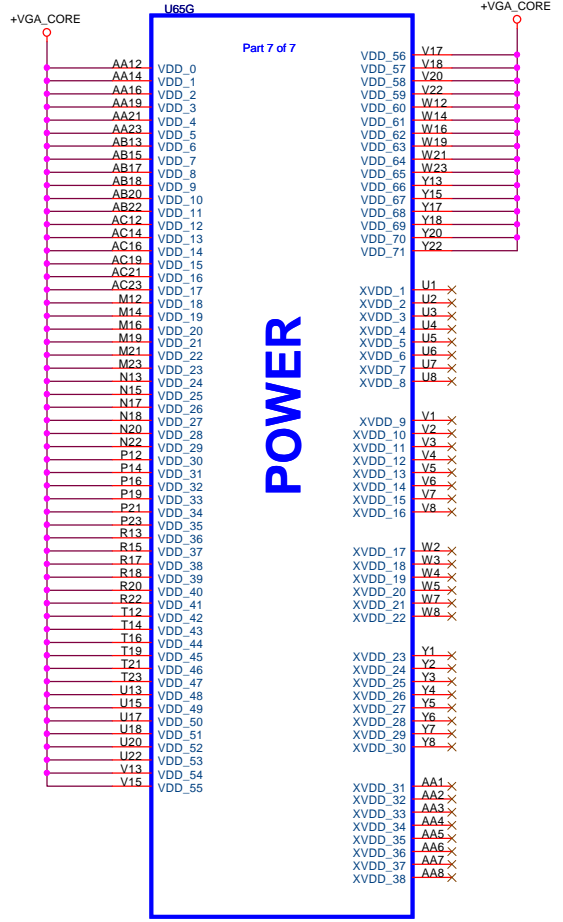 U65G
+VGA_CORE
+VGA_CORE
Part 7 of 7
POWER
AA12 VDD_0
AA14 VDD_1
AA16 VDD_2
AA19 VDD_3
AA21 VDD_4
AA23 VDD_5
AB13 VDD_6
AB15 VDD_7
AB17 VDD_8
AB18 VDD_9
AB20 VDD_10
AB22 VDD_11
AC12 VDD_12
AC14 VDD_13
AC16 VDD_14
AC19 VDD_15
AC21 VDD_16
AC23 VDD_17
M12 VDD_18
M14 VDD_19
M16 VDD_20
M19 VDD_21
M21 VDD_22
M23 VDD_23
N13 VDD_24
N15 VDD_25
N17 VDD_26
N18 VDD_27
N20 VDD_28
N22 VDD_29
P12 VDD_30
P14 VDD_31
P16 VDD_32
P19 VDD_33
P21 VDD_34
P23 VDD_35
R13 VDD_36
R15 VDD_37
R17 VDD_38
R18 VDD_39
R20 VDD_40
R22 VDD_41
T12 VDD_42
T14 VDD_43
T16 VDD_44
T19 VDD_45
T21 VDD_46
T23 VDD_47
U13 VDD_48
U15 VDD_49
U17 VDD_50
U18 VDD_51
U20 VDD_52
U22 VDD_53
V13 VDD_54
V15 VDD_55
VDD_56 V17
VDD_57 V18
VDD_58 V20
VDD_59 V22
VDD_60 W12
VDD_61 W14
VDD_62 W16
VDD_63 W19
VDD_64 W21
VDD_65 W23
VDD_66 Y13
VDD_67 Y15
VDD_68 Y17
VDD_69 Y18
VDD_70 Y20
VDD_71 Y22
XVDD_1 U1
XVDD_2 U2
XVDD_3 U3
XVDD_4 U4
XVDD_5 U5
XVDD_6 U6
XVDD_7 U7
XVDD_8 U8
XVDD_9 V1
XVDD_10 V2
XVDD_11 V3
XVDD_12 V4
XVDD_13 V5
XVDD_14 V6
XVDD_15 V7
XVDD_16 V8
XVDD_17 W2
XVDD_18 W3
XVDD_19 W4
XVDD_20 W5
XVDD_21 W7
XVDD_22 W8
XVDD_23 Y1
XVDD_24 Y2
XVDD_25 Y3
XVDD_26 Y4
XVDD_27 Y5
XVDD_28 Y6
XVDD_29 Y7
XVDD_30 Y8
XVDD_31 AA1
XVDD_32 AA2
XVDD_33 AA3
XVDD_34 AA4
XVDD_35 AA5
XVDD_36 AA6
XVDD_37 AA7
XVDD_38 AA8